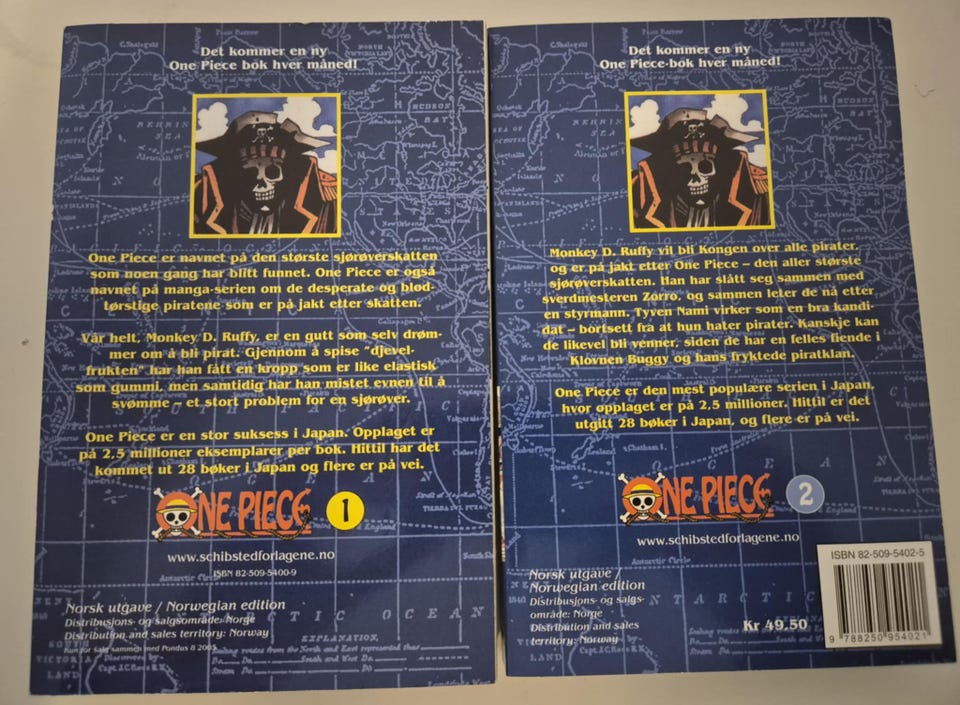 Det kommer en ny
One Piece bok hver måned!
One Piece er navnet på den største sjørøverskatten
som noen gang har blitt funnet. One Piece er også
navnet på manga-serien om de desperate og blod-
tørstige piratene som er på jakt etter skatten.
Vår helt, Monkey D. Ruffy, er en gutt som selv drøm-
mer om å bli pirat. Gjennom å spise "djevel-
frukten" har han fått en kropp som er like elastisk
som gummi, men samtidig har han mistet evnen til å
svømme – et stort problem for en sjørøver.
One Piece er en stor suksess i Japan. Opplaget er
på 2,5 millioner eksemplarer per bok. Hittil har det
kommet ut 28 bøker i Japan og flere er på vei.
ONE PIECE 1
www.schibstedforlagene.no
ISBN 82-509-5400-9
Norsk utgave / Norwegian edition
Distribusjons- og salgsområde: Norge
Distribution and sales territory: Norway
Kun for salg sammen med Pondus 8 2005
Det kommer en ny
One Piece-bok hver måned!
Monkey D. Ruffy vil bli kongen over alle pirater,
og er på jakt etter One Piece – den aller største
sjørøverskatten. Han har slått seg sammen med
sverdmesteren Zorro, og sammen leter de nå etter
en styrmann. Tyven Nami virker som en bra kandi-
dat – bortsett fra at hun hater pirater. Kanskje kan
de likevel bli venner, siden de har en felles fiende i
Klovnen Buggy og hans fryktede piratklan.
One Piece er den mest populære serien i Japan,
hvor opplaget er på 2,5 millioner. Hittil er det
utgitt 28 bøker i Japan, og flere er på vei.
ONE PIECE 2
www.schibstedforlagene.no
Norsk utgave /
Norwegian edition
Distribusjons- og salgs-
område: Norge
Distribution and sales
territory: Norway
Kr 49.50
ISBN 82-509-5402-5
9 788250 954021